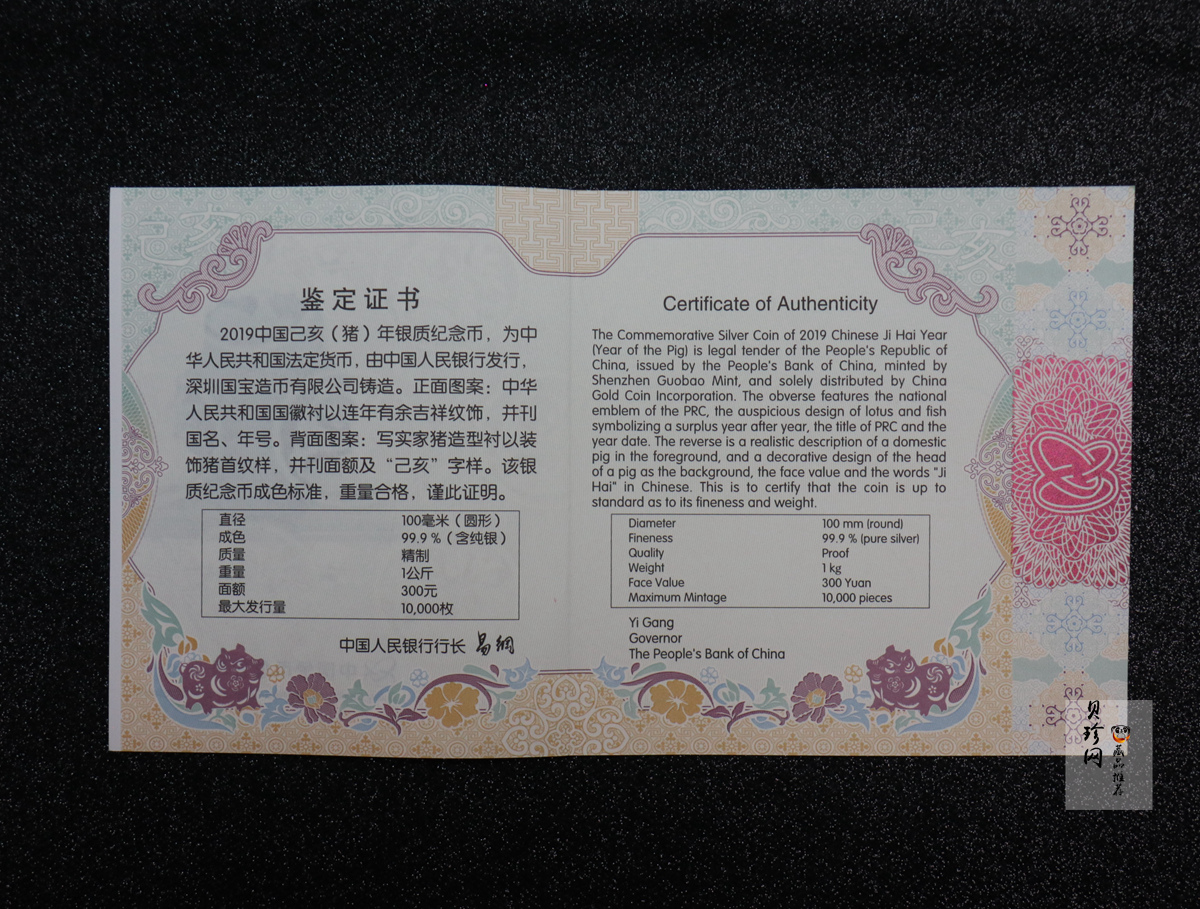 己亥
己亥
鉴定证书
2019中国己亥（猪）年银质纪念币，为中
华人民共和国法定货币，由中国人民银行发行，
深圳国宝造币有限公司铸造。正面图案：中华
人民共和国国徽衬以连年有余吉祥纹饰，并刊
国名、年号。背面图案：写实家猪造型衬以装
饰猪首纹样，并刊面额及“己亥”字样。该银
质纪念币成色标准，重量合格，谨此证明。
直径 100毫米（圆形）
成色 99.9％（含纯银）
质量 精制
重量 1公斤
面额 300元
最大发行量 10,000枚
中国人民银行行长 易纲
Certificate of Authenticity
The Commemorative Silver Coin of 2019 Chinese Ji Hai Year
(Year of the Pig) is legal tender of the People's Republic of
China, issued by the People's Bank of China, minted by
Shenzhen Guobao Mint, and solely distributed by China
Gold Coin Incorporation. The obverse features the national
emblem of the PRC, the auspicious design of lotus and fish
symbolizing a surplus year after year, the title of PRC and the
year date. The reverse is a realistic description of a domestic
pig in the foreground, and a decorative design of the head
of a pig as the background, the face value and the words "Ji
Hai" in Chinese. This is to certify that the coin is up to
standard as to its fineness and weight.
Diameter 100 mm (round)
Fineness 99.9 % (pure silver)
Quality Proof
Weight 1 kg
Face Value 300 Yuan
Maximum Mintage 10,000 pieces
Yi Gang
Governor
The People's Bank of China
贝珍网
藏品推荐